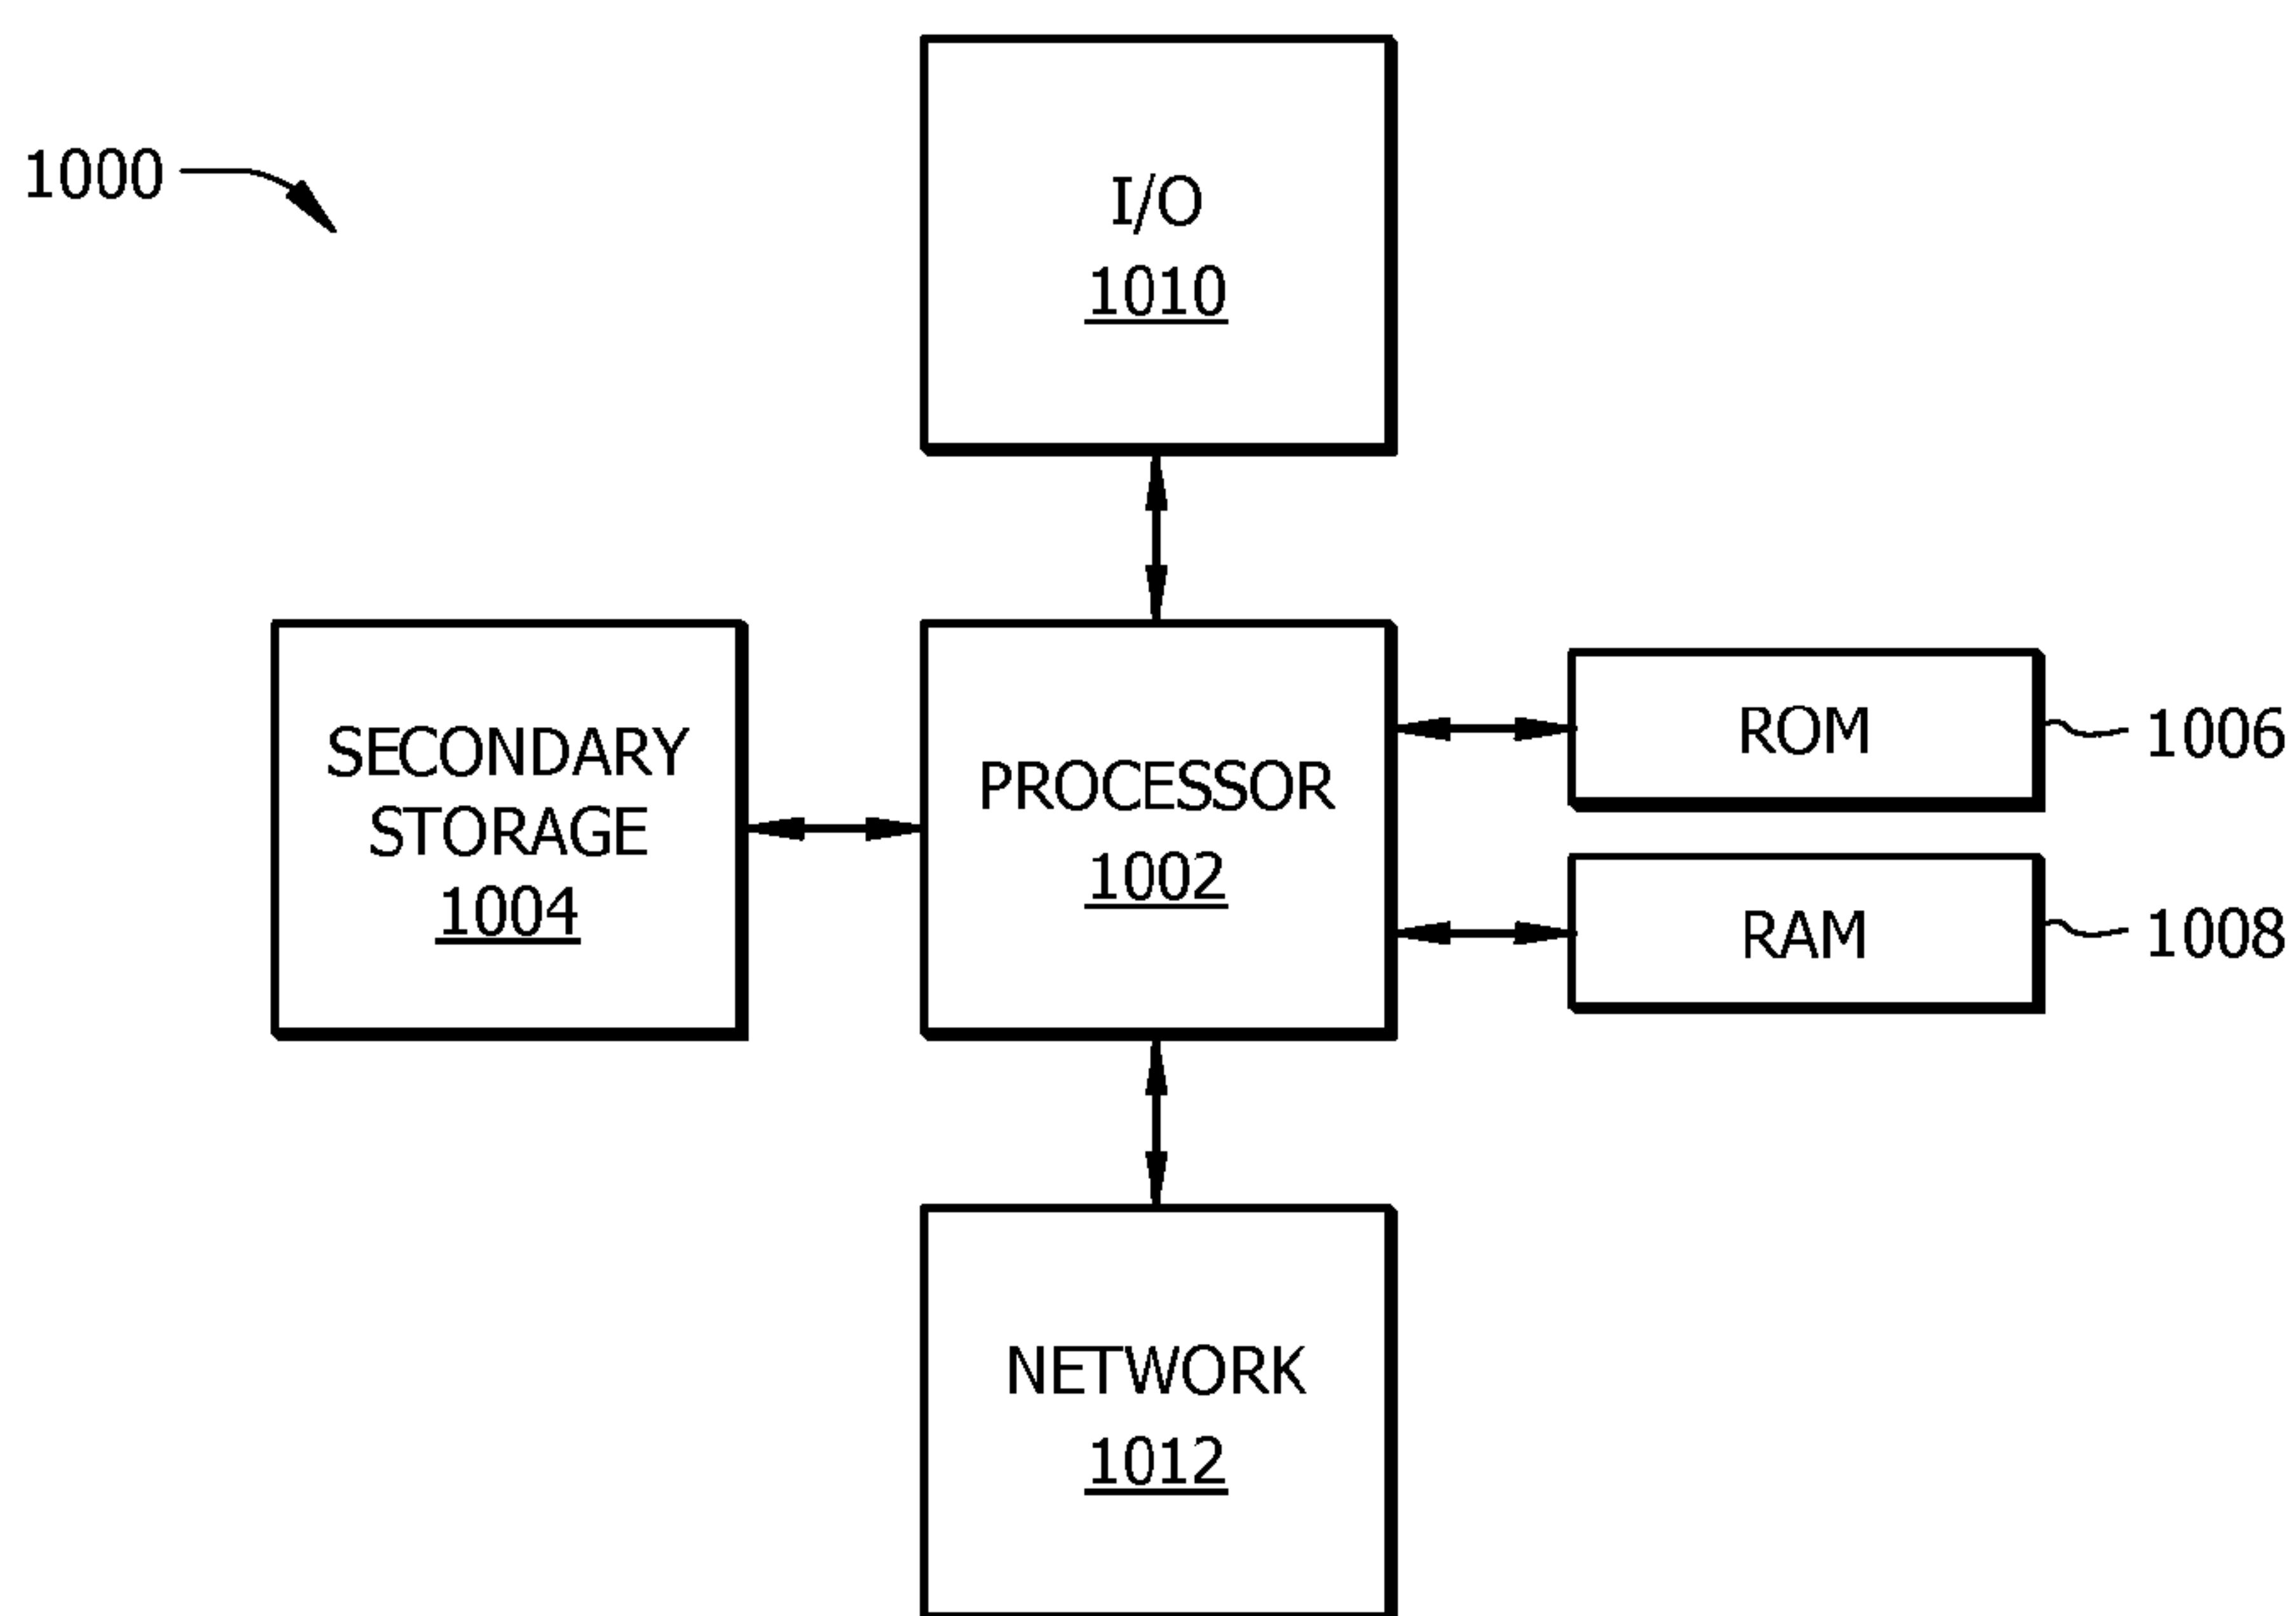 1000
I/O
1010
SECONDARY
STORAGE
1004
PROCESSOR
1002
ROM
1006
RAM
1008
NETWORK
1012